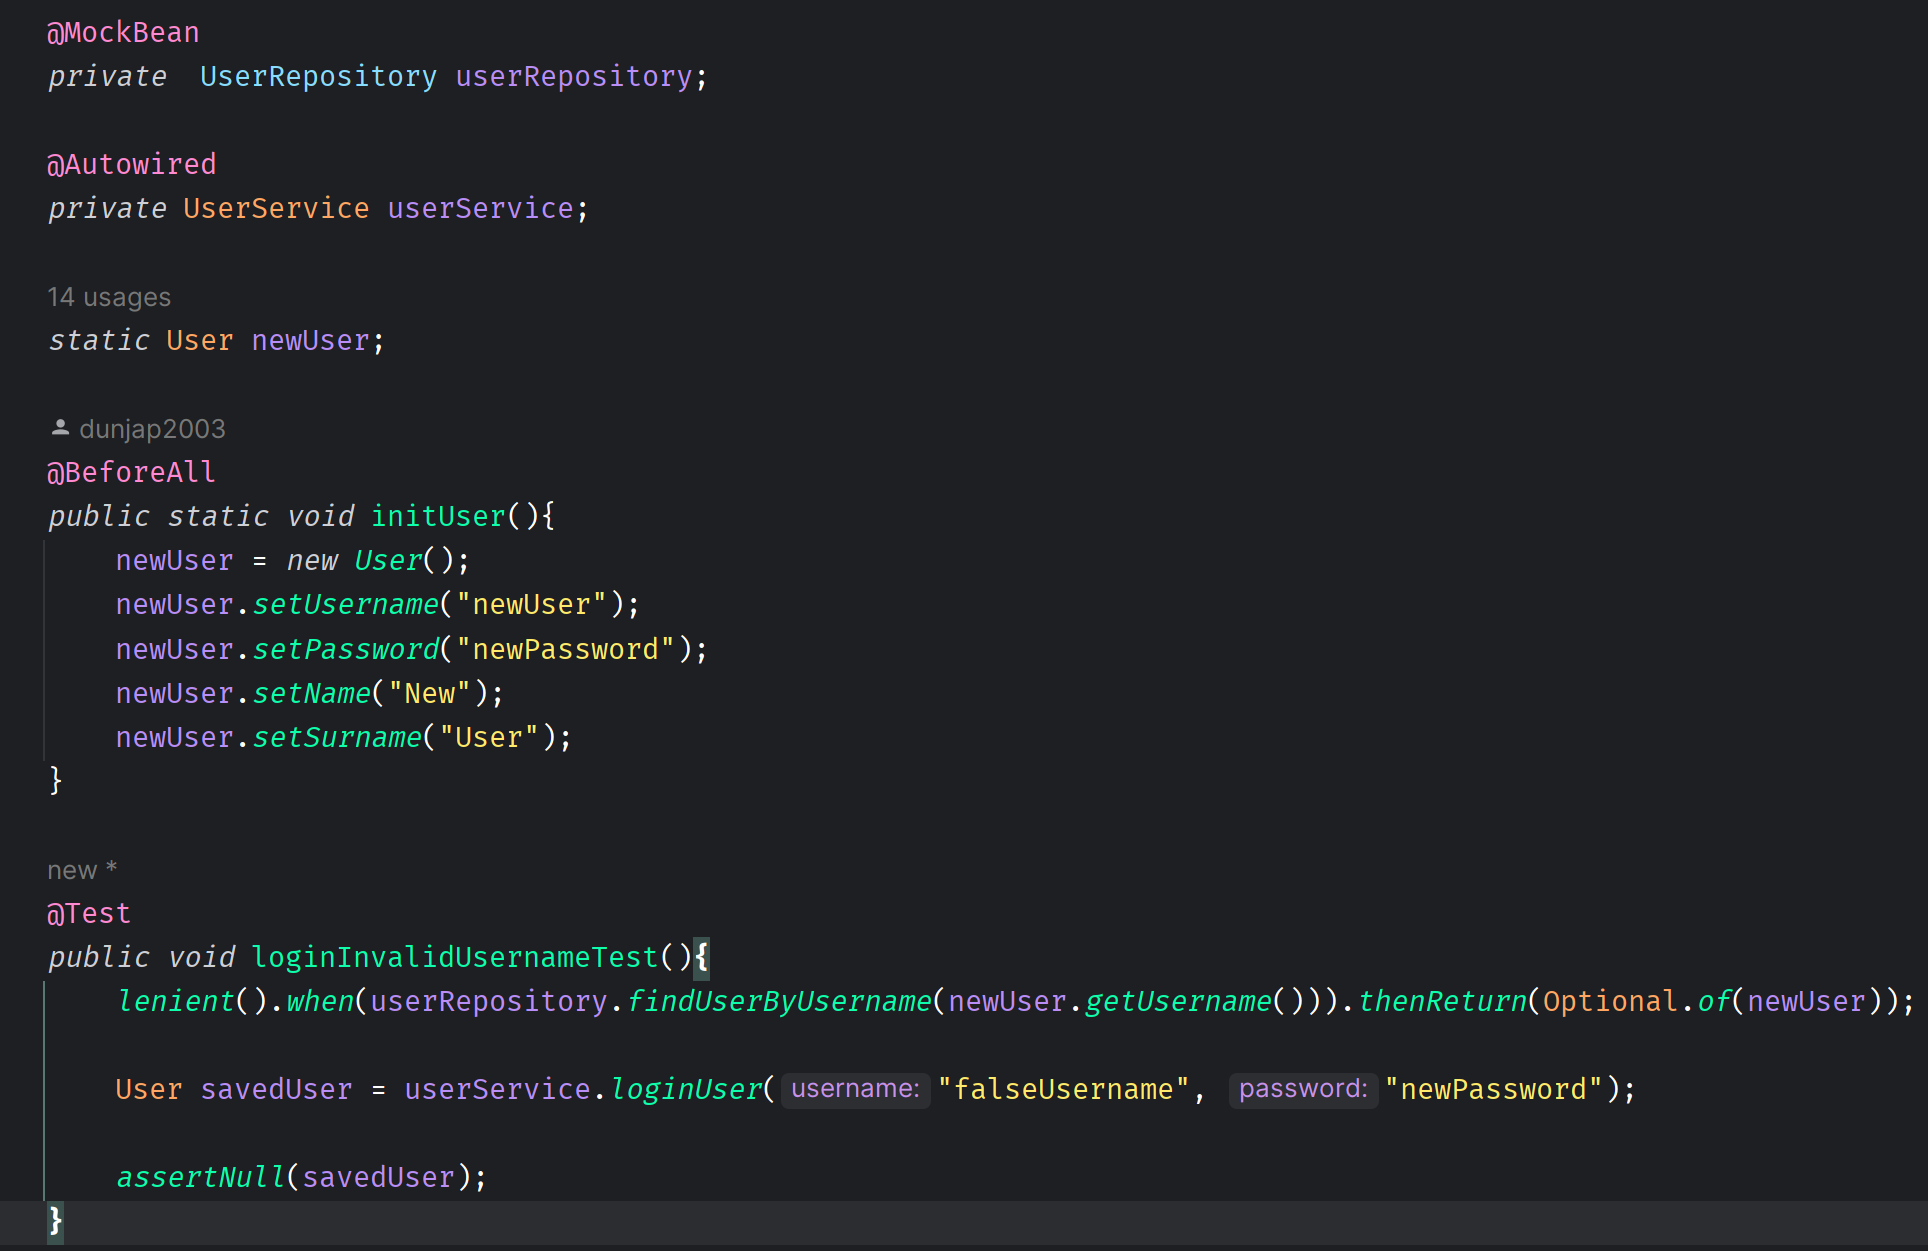 @MockBean
private  UserRepository userRepository;
@Autowired
private UserService userService;
14 usages
static User newUser;
dunjap2003
@BeforeAll
public static void initUser(){
    newUser = new User();
    newUser.setUsername("newUser");
    newUser.setPassword("newPassword");
    newUser.setName("New");
    newUser.setSurname("User");
}
new *
@Test
public void loginInvalidUsernameTest(){
    lenient().when(userRepository.findUserByUsername(newUser.getUsername())).thenReturn(Optional.of(newUser));
    User savedUser = userService.loginUser( username: "falseUsername", password: "newPassword");
    assertNull(savedUser);
}